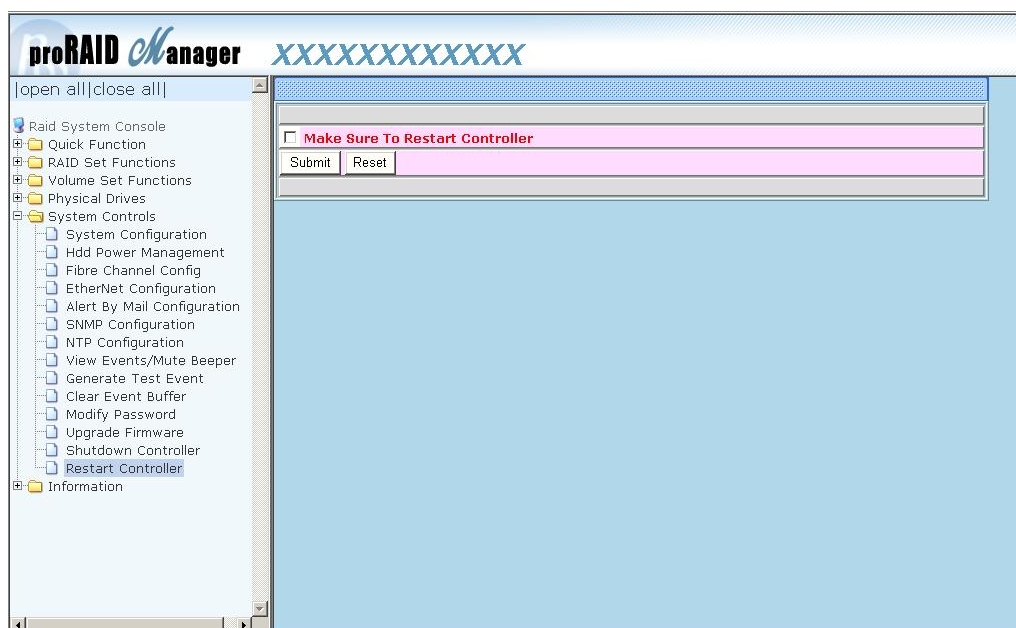 proRAID Manager XXXXXXXXXXXX
|open all|close all|
Raid System Console
Quick Function
RAID Set Functions
Volume Set Functions
Physical Drives
System Controls
System Configuration
Hdd Power Management
Fibre Channel Config
EtherNet Configuration
Alert By Mail Configuration
SNMP Configuration
NTP Configuration
View Events/Mute Beeper
Generate Test Event
Clear Event Buffer
Modify Password
Upgrade Firmware
Shutdown Controller
Restart Controller
Information
Make Sure To Restart Controller
Submit Reset